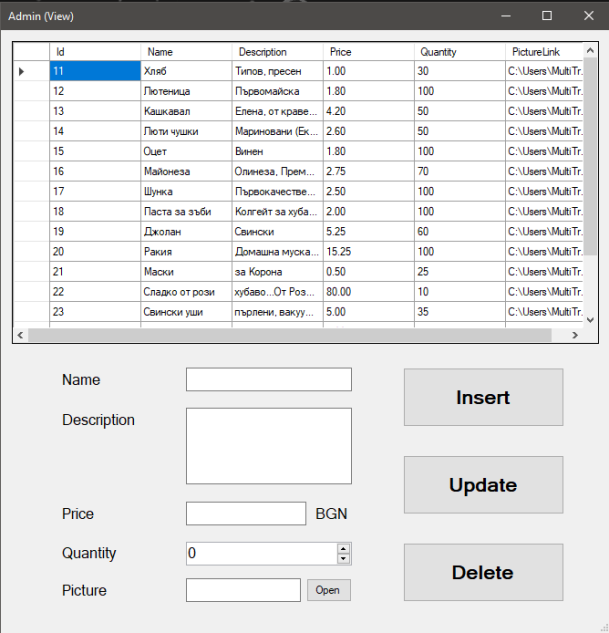 Admin (View)
Id Name Description Price Quantity PictureLink
11 Хляб Типов, пресен 1.00 30 C:\Users\MultiTr.
12 Лютеница Първомайска 1.80 100 C:\Users\MultiTr.
13 Кашкавал Елена, от краве... 4.20 50 C:\Users\MultiTr.
14 Люти чушки Мариновани (Ек... 2.60 50 C:\Users\MultiTr.
15 Оцет Винен 1.80 100 C:\Users\MultiTr.
16 Майонеза Олинеза, Прем... 2.75 70 C:\Users\MultiTr.
17 Шунка Първокачестве... 2.50 100 C:\Users\MultiTr.
18 Паста за зъби Колгейт за хуба... 2.00 100 C:\Users\MultiTr.
19 Джолан Свински 5.25 60 C:\Users\MultiTr.
20 Ракия Домашна муска... 15.25 100 C:\Users\MultiTr.
21 Маски за Корона 0.50 25 C:\Users\MultiTr.
22 Сладко от рози хубаво...От Роз... 80.00 10 C:\Users\MultiTr.
23 Свински уши пърлени, вакуу... 5.00 35 C:\Users\MultiTr.
Name
Insert
Description
Update
Price BGN
Quantity 0
Delete
Picture Open